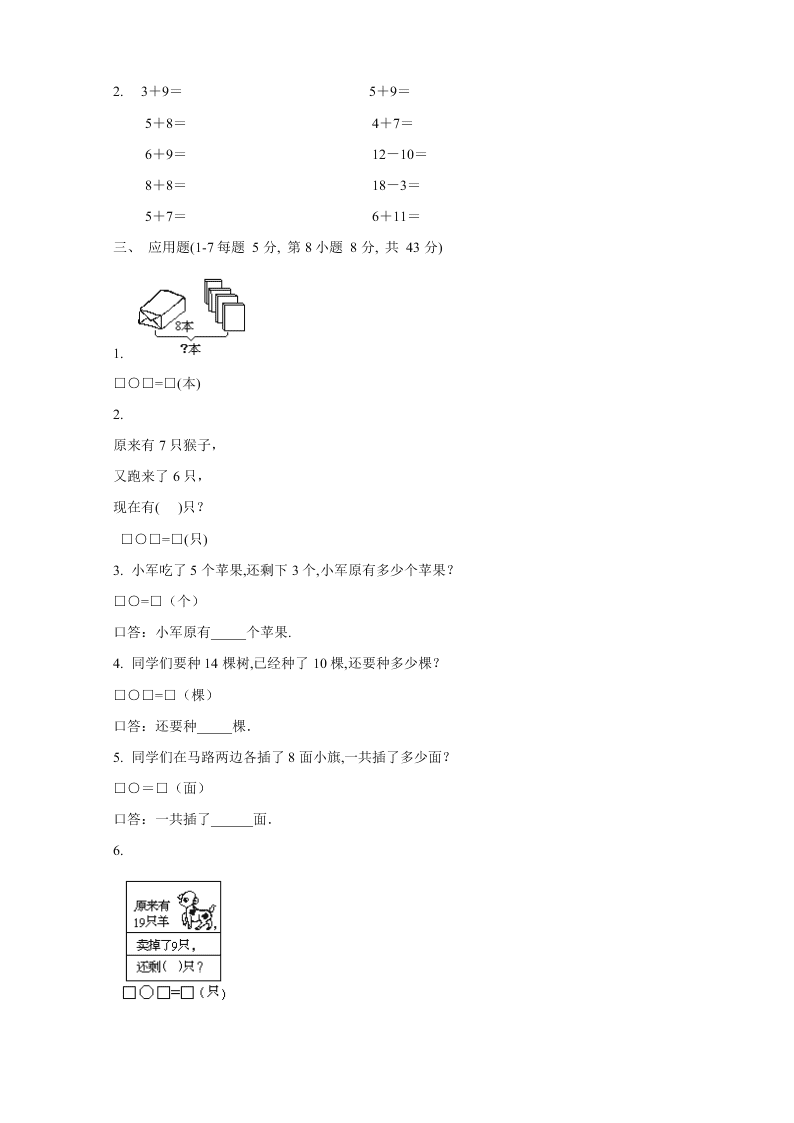 2. 3＋9＝ 5＋9＝
5＋8＝ 4＋7＝
6＋9＝ 12－10＝
8＋8＝ 18－3＝
5＋7＝ 6＋11＝
三、 应用题(1-7每题 5分, 第8小题 8分, 共 43分)
8本
?本
1.
□○□=□(本)
2.
原来有7只猴子,
又跑来了6只,
现在有( )只?
□○□=□(只)
3. 小军吃了5个苹果,还剩下3个,小军原有多少个苹果?
□○=□（个）
口答：小军原有_____个苹果.
4. 同学们要种14棵树,已经种了10棵,还要种多少棵?
□○□=□（棵）
口答：还要种_____棵．
5. 同学们在马路两边各插了8面小旗,一共插了多少面?
□○＝□（面）
口答：一共插了______面．
6.
原来有
19只羊,
卖掉了9只,
还剩( )只?
□○□=□(只)